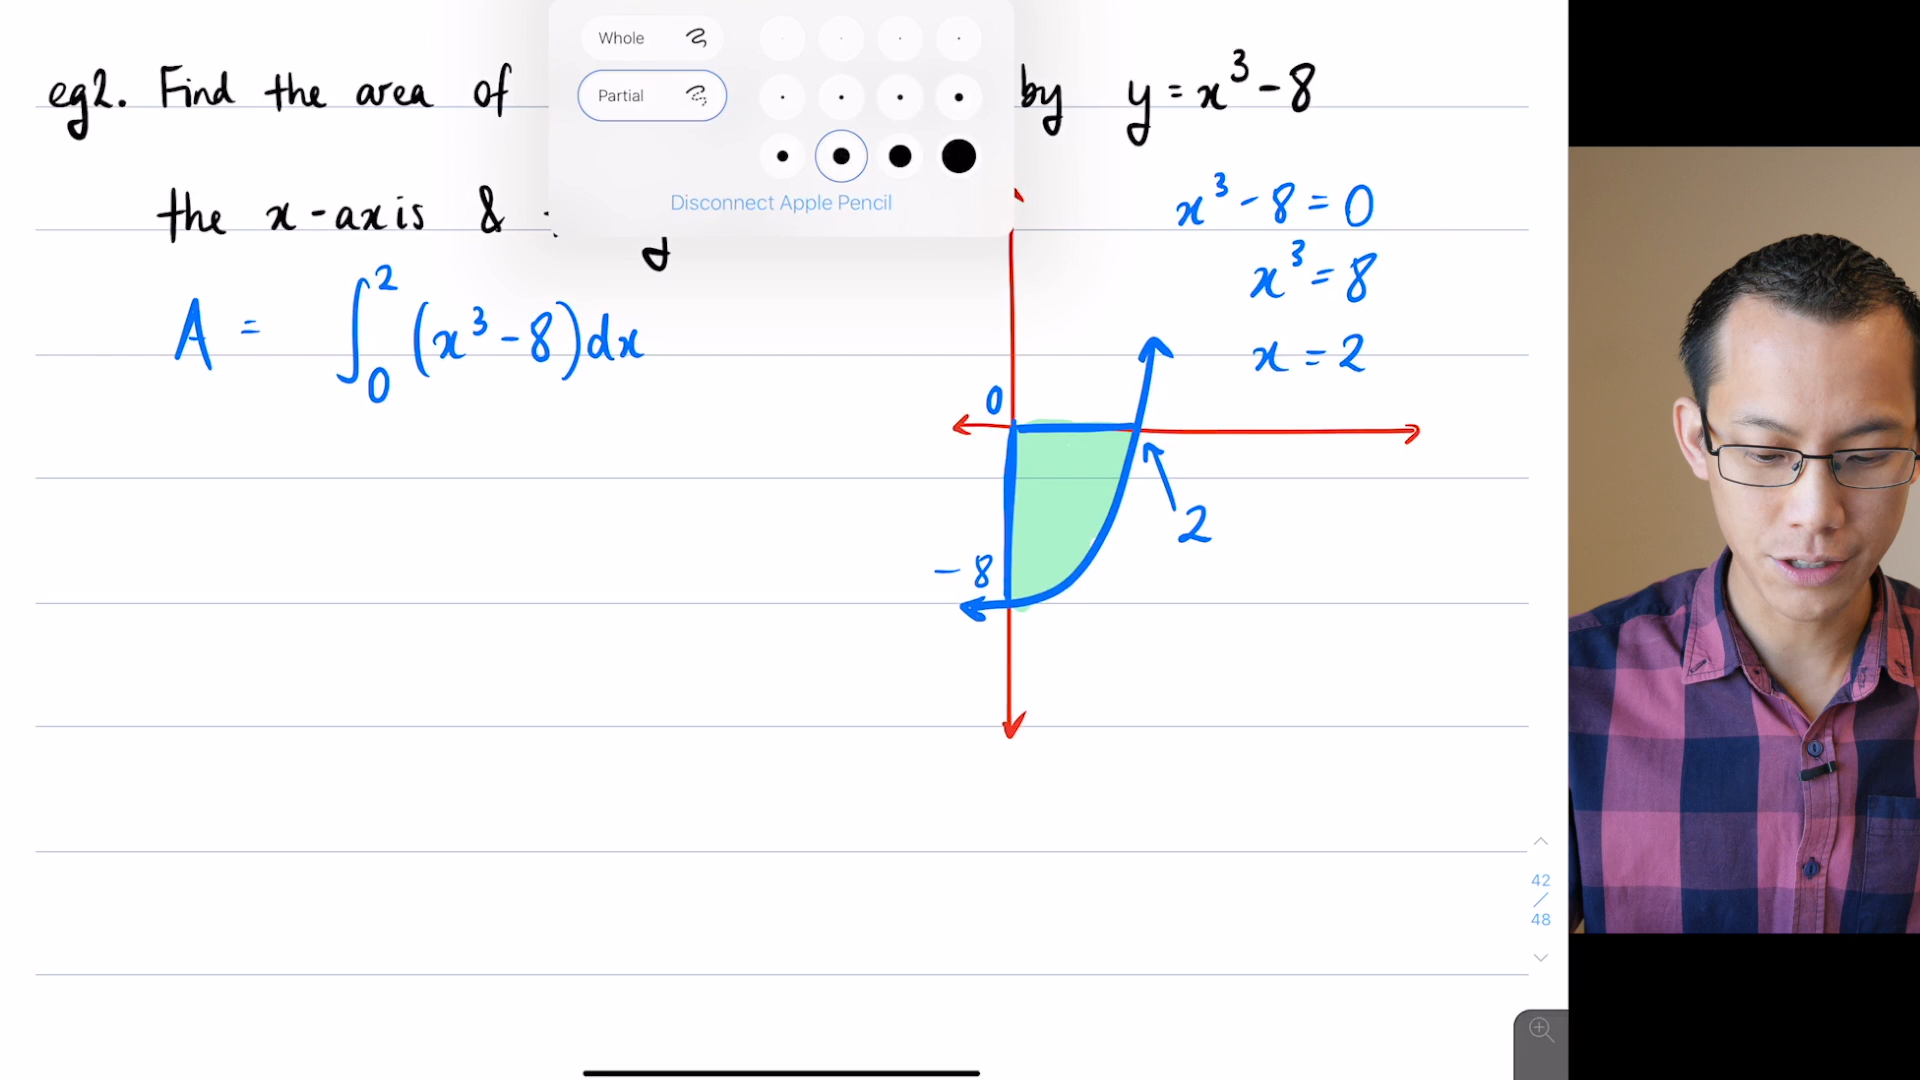 Whole
Partial
Disconnect Apple Pencil
eg2. Find the area of by y = x³ - 8
the x-axis &
x³ - 8 = 0
x³ = 8
x = 2
A = ∫₀² (x³ - 8) dx
0
2
- 8
42
/
48